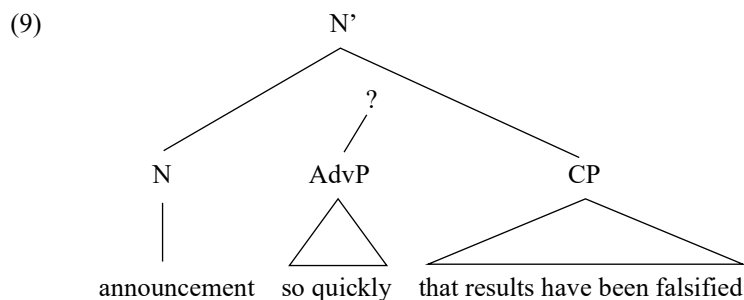 (9) N’
?
N AdvP CP
announcement so quickly that results have been falsified